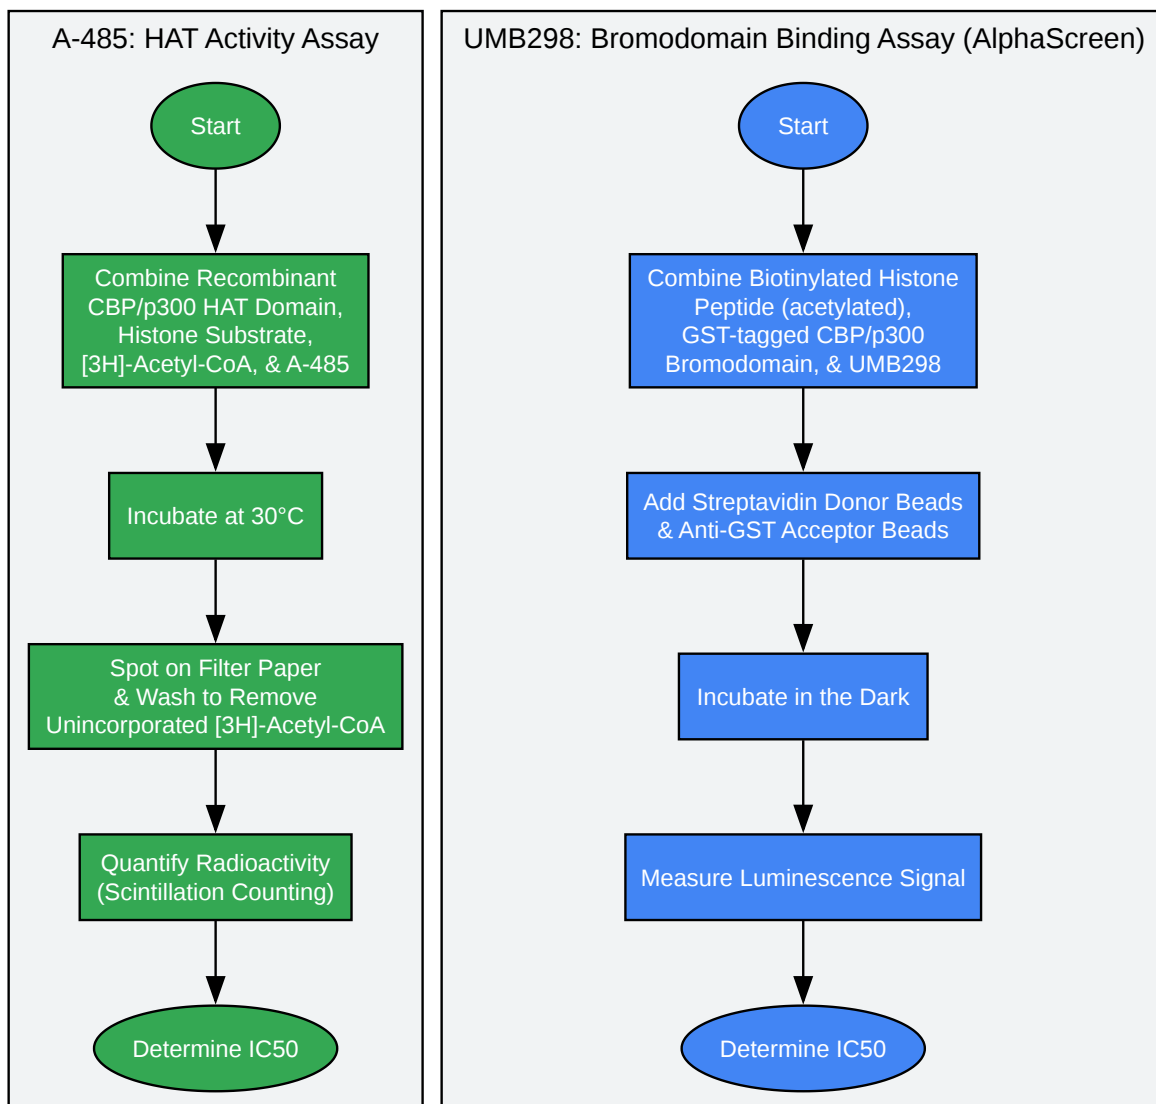 A-485: HAT Activity Assay
Start
Combine Recombinant
CBP/p300 HAT Domain,
Histone Substrate,
[3H]-Acetyl-CoA, & A-485
Incubate at 30°C
Spot on Filter Paper
& Wash to Remove
Unincorporated [3H]-Acetyl-CoA
Quantify Radioactivity
(Scintillation Counting)
Determine IC50
UMB298: Bromodomain Binding Assay (AlphaScreen)
Start
Combine Biotinylated Histone
Peptide (acetylated),
GST-tagged CBP/p300
Bromodomain, & UMB298
Add Streptavidin Donor Beads
& Anti-GST Acceptor Beads
Incubate in the Dark
Measure Luminescence Signal
Determine IC50